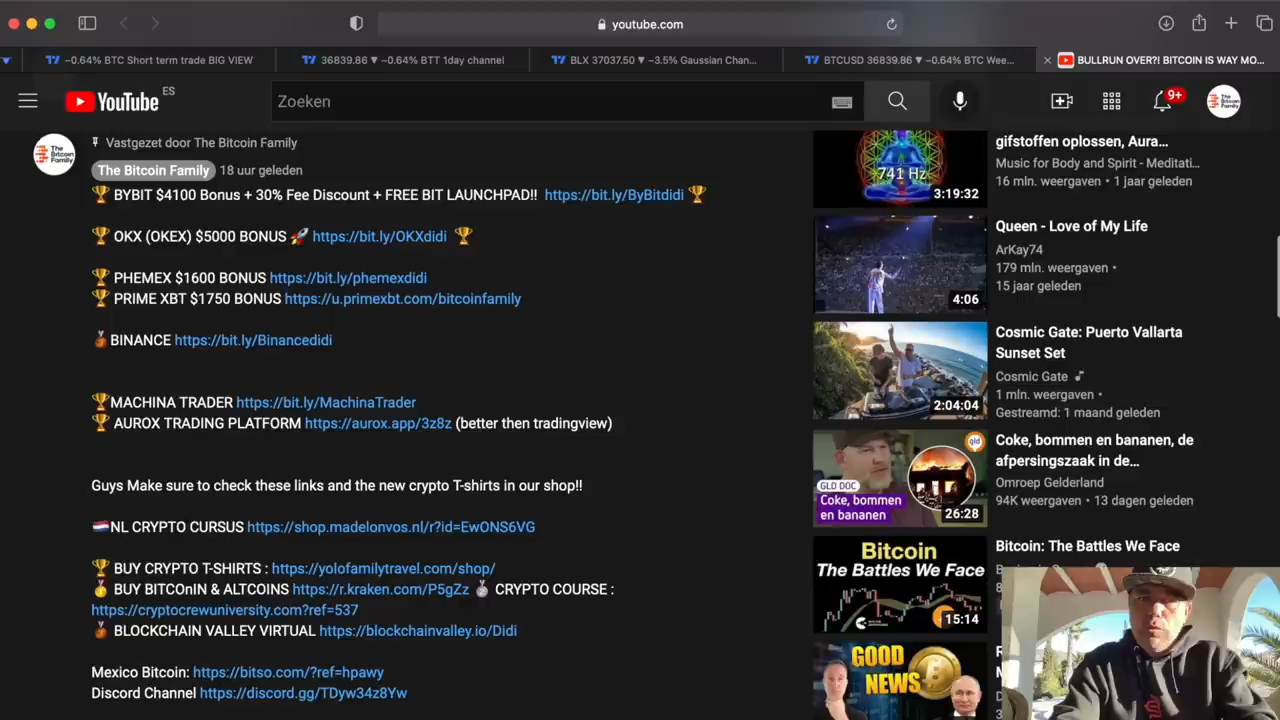 youtube.com
−0.64% BTC Short term trade BIG VIEW
36839.86 ▼ −0.64% BTT 1day channel
BLX 37037.50 ▼ −3.5% Gaussian Chan...
BTCUSD 36839.86 ▼ −0.64% BTC Wee...
BULLRUN OVER?! BITCOIN IS WAY MO...
YouTube ES
Zoeken
9+
Vastgezet door The Bitcoin Family
The Bitcoin Family 18 uur geleden
🏆 BYBIT $4100 Bonus + 30% Fee Discount + FREE BIT LAUNCHPAD!! https://bit.ly/ByBitdidi 🏆
🏆 OKX (OKEX) $5000 BONUS 🚀 https://bit.ly/OKXdidi 🏆
🏆 PHEMEX $1600 BONUS https://bit.ly/phemexdidi
🏆 PRIME XBT $1750 BONUS https://u.primexbt.com/bitcoinfamily
🥉BINANCE https://bit.ly/Binancedidi
🏆MACHINA TRADER https://bit.ly/MachinaTrader
🏆 AUROX TRADING PLATFORM https://aurox.app/3z8z (better then tradingview)
Guys Make sure to check these links and the new crypto T-shirts in our shop!!
🇳🇱NL CRYPTO CURSUS https://shop.madelonvos.nl/r?id=EwONS6VG
🏆 BUY CRYPTO T-SHIRTS : https://yolofamilytravel.com/shop/
🥇 BUY BITCOnIN & ALTCOINS https://r.kraken.com/P5gZz 🥈 CRYPTO COURSE :
https://cryptocrewuniversity.com?ref=537
🥉 BLOCKCHAIN VALLEY VIRTUAL https://blockchainvalley.io/Didi
Mexico Bitcoin: https://bitso.com/?ref=hpawy
Discord Channel https://discord.gg/TDyw34z8Yw
741 Hz
3:19:32
gifstoffen oplossen, Aura...
Music for Body and Spirit - Meditati...
16 mln. weergaven • 1 jaar geleden
4:06
Queen - Love of My Life
ArKay74
179 mln. weergaven •
15 jaar geleden
2:04:04
Cosmic Gate: Puerto Vallarta
Sunset Set
Cosmic Gate
1 mln. weergaven •
Gestreamd: 1 maand geleden
gld
GLD DOC
Coke, bommen
en bananen
26:28
Coke, bommen en bananen, de
afpersingszaak in de...
Omroep Gelderland
94K weergaven • 13 dagen geleden
Bitcoin
The Battles We Face
15:14
Bitcoin: The Battles We Face
GOOD
NEWS